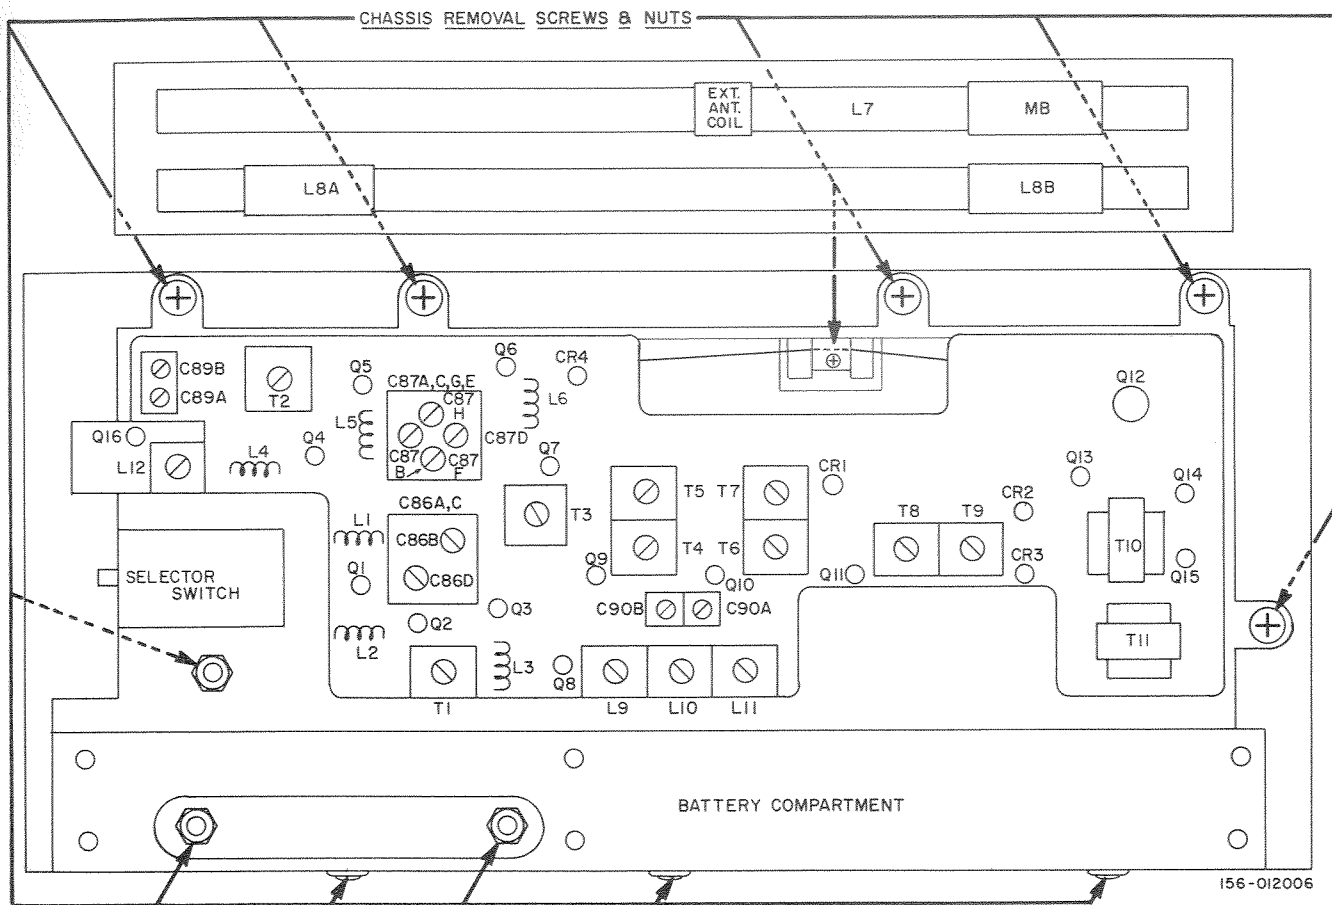 CHASSIS REMOVAL SCREWS & NUTS
EXT.
ANT.
COIL
L7
MB
L8A
L8B
C89B
C89A
T2
Q5
Q6
CR4
C87A,C,G,E
C87
H
L6
Q12
Q16
L12
L4
Q4
L5
C87D
C87
B
C87
F
Q7
CR1
Q13
Q14
C86A,C
T5
T7
CR2
L1
C86B
T3
T8
T9
T4
T6
T10
SELECTOR
SWITCH
Q1
C86D
Q9
Q10
Q11
CR3
Q15
Q3
C90B
C90A
Q2
L2
L3
Q8
T11
T1
L9
L10
L11
BATTERY COMPARTMENT
156-012006